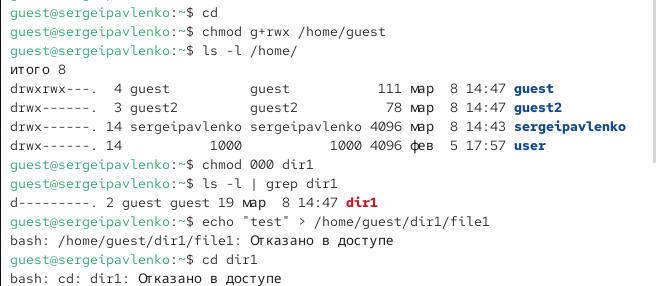 guest@sergeipavlenko:~$ cd
guest@sergeipavlenko:~$ chmod g+rwx /home/guest
guest@sergeipavlenko:~$ ls -l /home/
итого 8
drwxrwx---.  4 guest          guest           111 мар  8 14:47 guest
drwx------.  3 guest2         guest2           78 мар  8 14:47 guest2
drwx------. 14 sergeipavlenko sergeipavlenko 4096 мар  8 14:43 sergeipavlenko
drwx------. 14           1000           1000 4096 фев  5 17:57 user
guest@sergeipavlenko:~$ chmod 000 dir1
guest@sergeipavlenko:~$ ls -l | grep dir1
d---------. 2 guest guest 19 мар  8 14:47 dir1
guest@sergeipavlenko:~$ echo "test" > /home/guest/dir1/file1
bash: /home/guest/dir1/file1: Отказано в доступе
guest@sergeipavlenko:~$ cd dir1
bash: cd: dir1: Отказано в доступе